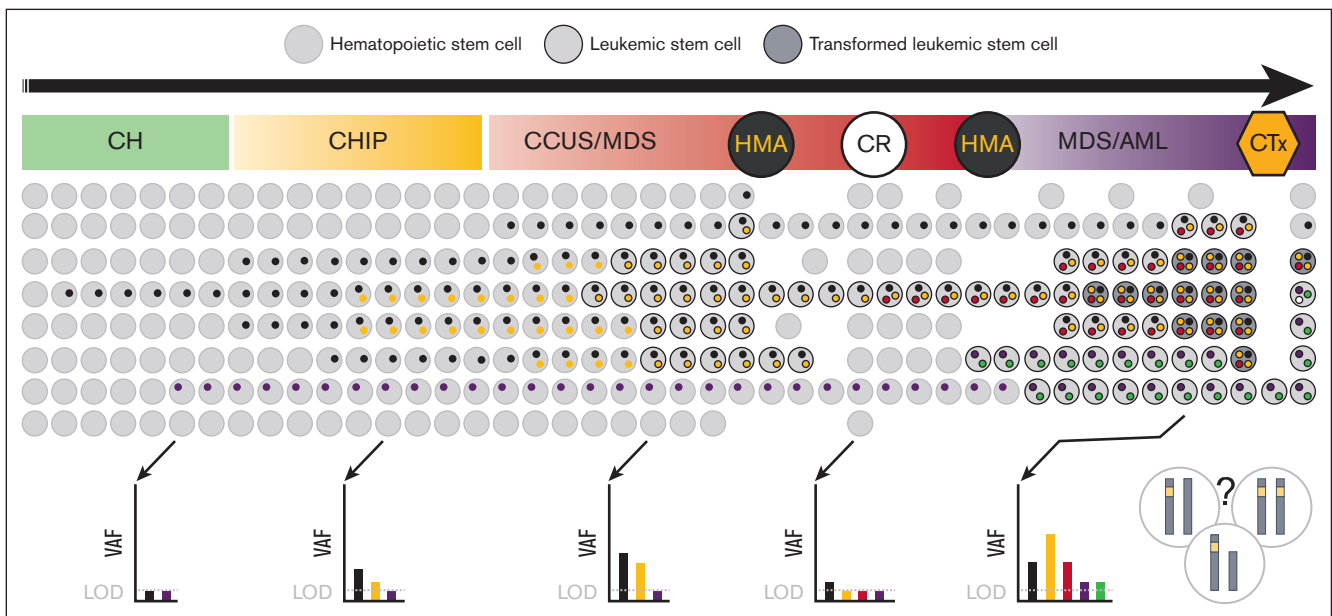 Hematopoietic stem cell Leukemic stem cell Transformed leukemic stem cell
CH CHIP CCUS/MDS HMA CR HMA MDS/AML CTx
?
VAF VAF VAF VAF VAF
LOD LOD LOD LOD LOD